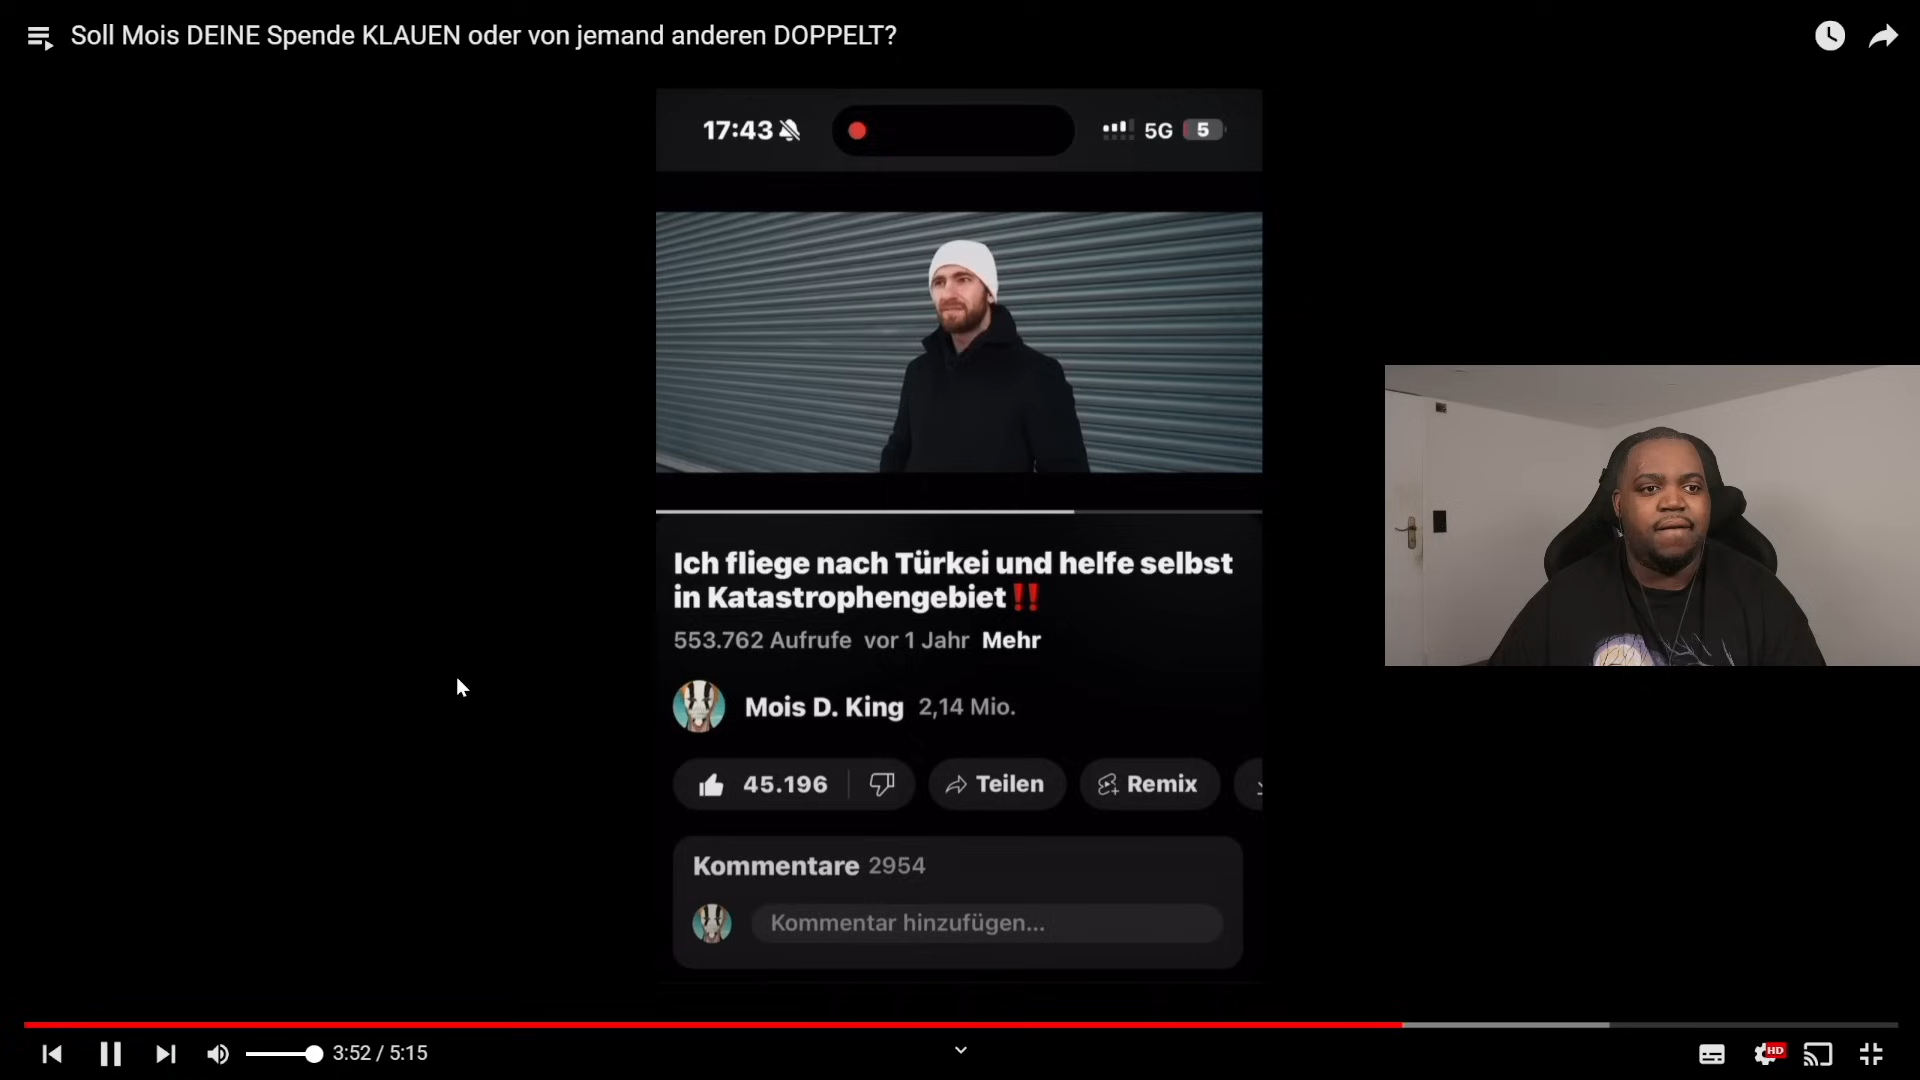 Soll Mois DEINE Spende KLAUEN oder von jemand anderen DOPPELT?
17:43
5G
5
Ich fliege nach Türkei und helfe selbst
in Katastrophengebiet‼️
553.762 Aufrufe vor 1 Jahr Mehr
Mois D. King 2,14 Mio.
45.196
Teilen
Remix
Kommentare 2954
Kommentar hinzufügen...
3:52 / 5:15
HD